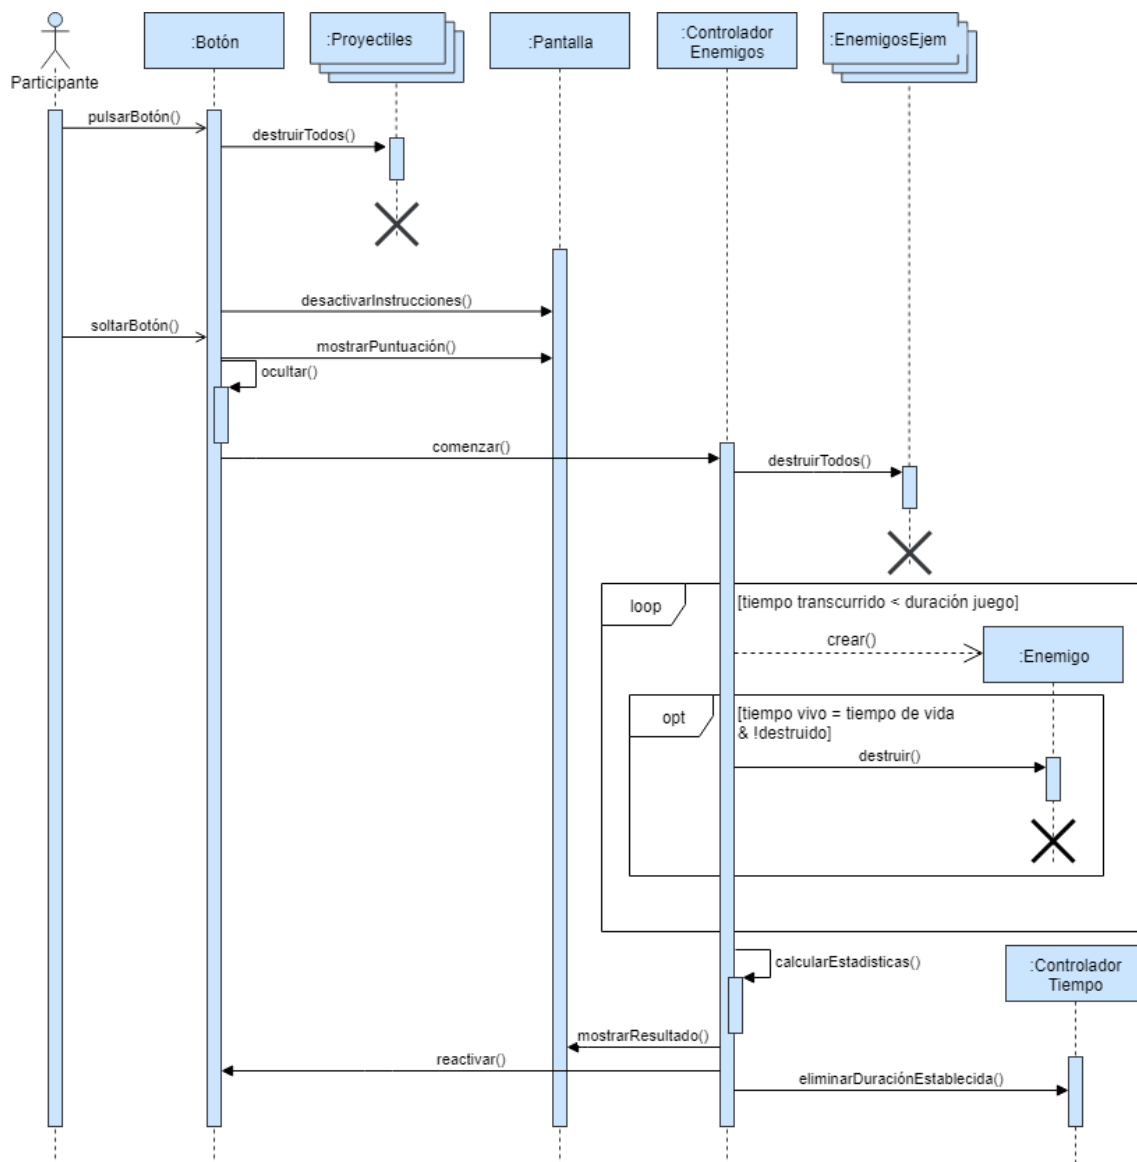 Participante
:Botón
:Proyectiles
:Pantalla
:Controlador
Enemigos
:EnemigosEjem
pulsarBotón()
destruirTodos()
desactivarInstrucciones()
soltarBotón()
mostrarPuntuación()
ocultar()
comenzar()
destruirTodos()
loop
[tiempo transcurrido < duración juego]
crear()
:Enemigo
opt
[tiempo vivo = tiempo de vida
& !destruido]
destruir()
calcularEstadisticas()
:Controlador
Tiempo
mostrarResultado()
reactivar()
eliminarDuraciónEstablecida()